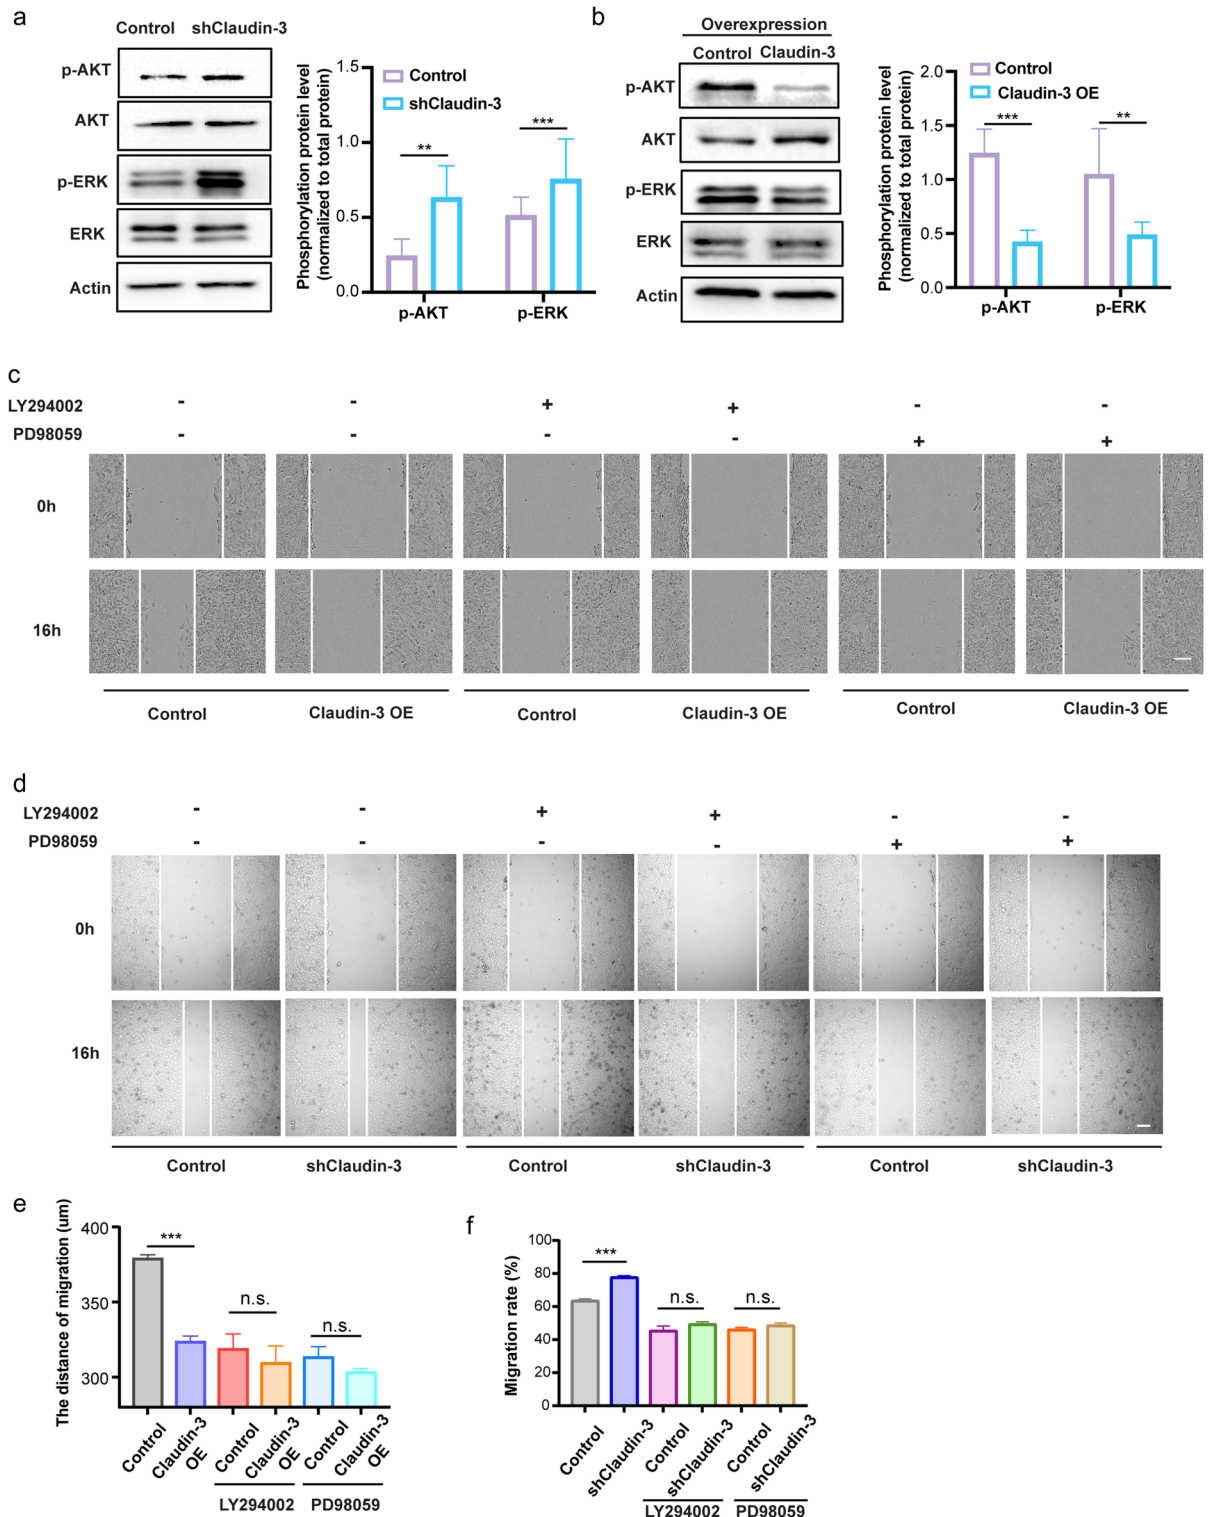 a
Control shClaudin-3
p-AKT
AKT
p-ERK
ERK
Actin
Phosphorylation protein level
(normalized to total protein)
1.5
1.0
0.5
0.0
Control
shClaudin-3
**
***
p-AKT p-ERK
b
Overexpression
Control Claudin-3
p-AKT
AKT
p-ERK
ERK
Actin
Phosphorylation protein level
(normalized to total protein)
2.0
1.5
1.0
0.5
0.0
Control
Claudin-3 OE
***
**
p-AKT p-ERK
c
LY294002 - - + + - -
PD98059 - - - - + +
0h
16h
Control Claudin-3 OE Control Claudin-3 OE Control Claudin-3 OE
d
LY294002 - - + + - -
PD98059 - - - - + +
0h
16h
Control shClaudin-3 Control shClaudin-3 Control shClaudin-3
e
The distance of migration (um)
400
350
300
***
n.s.
n.s.
Control
Claudin-3
OE
Control
Claudin-3
OE
Control
Claudin-3
OE
LY294002 PD98059
f
Migration rate (%)
100
80
60
40
20
0
***
n.s.
n.s.
Control
shClaudin-3
Control
shClaudin-3
Control
shClaudin-3
LY294002 PD98059